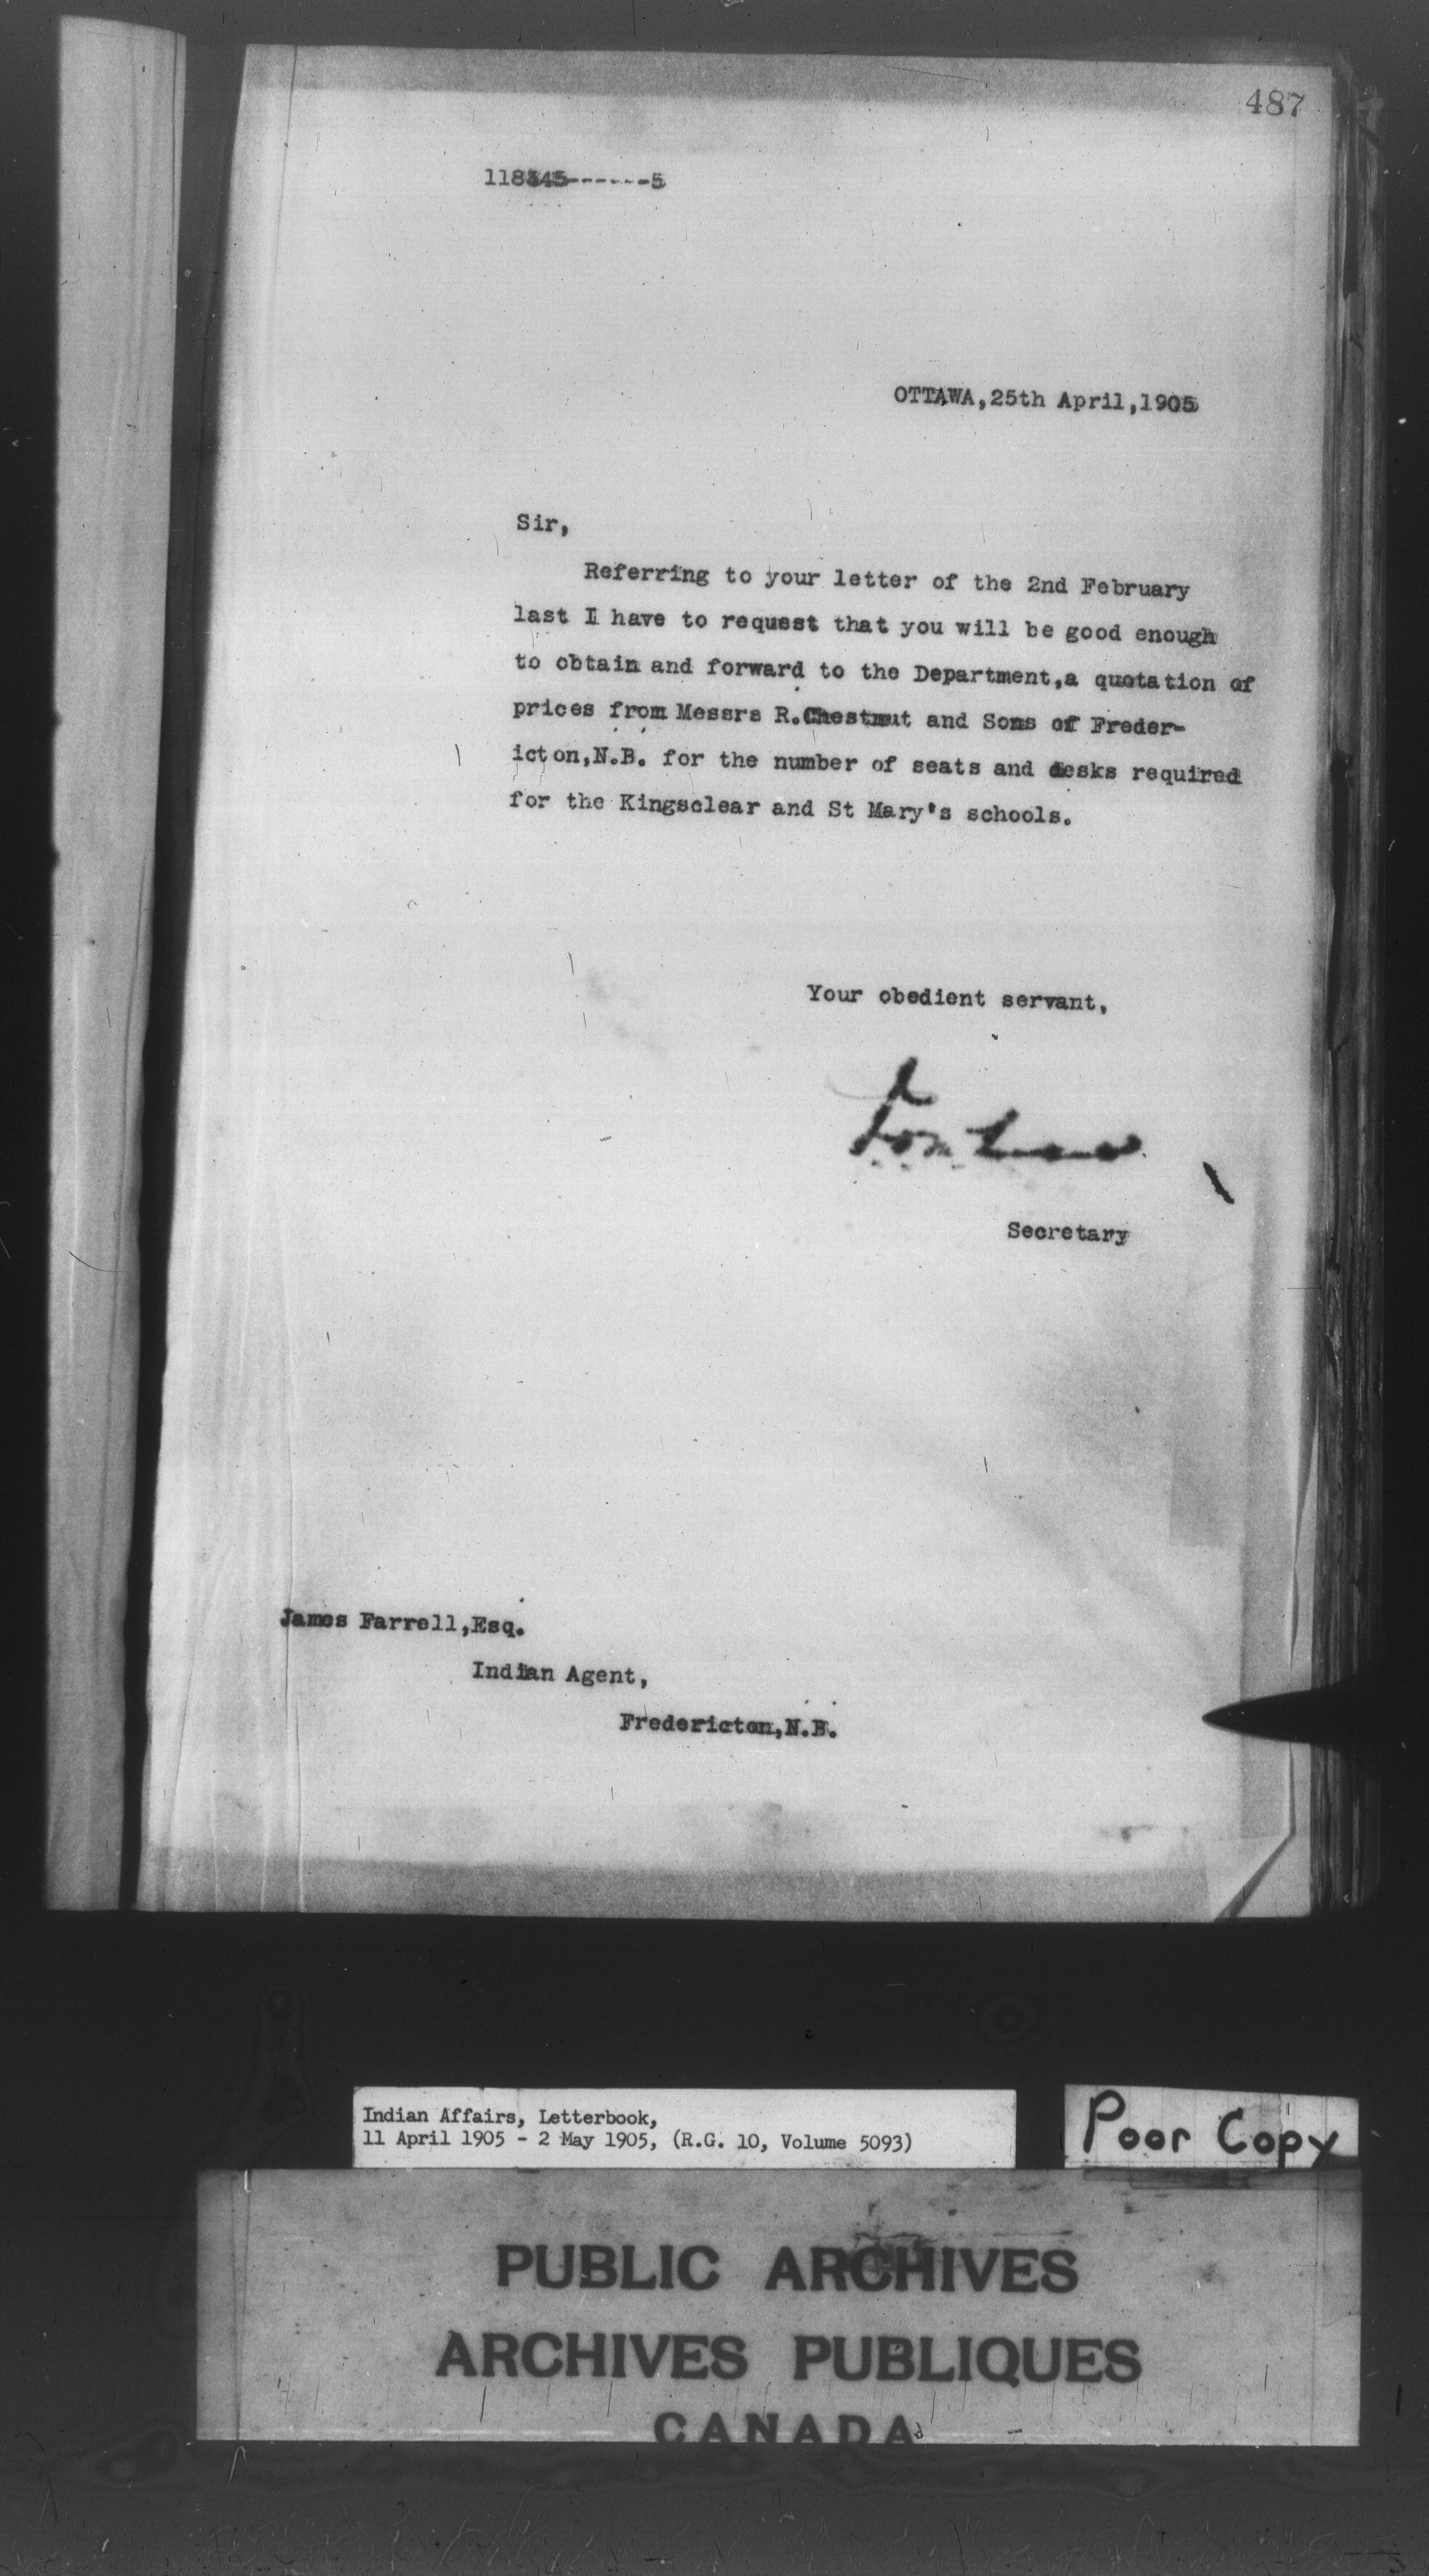 487
OTTAWA,25th April,1905
Sir,
Referring to your letter of the 2nd February
last I have to request that you will be good enough
to obtain and forward to the Department,a quotation of
prices from Messrs R.Chestnut and Sons of Freder-
icton,N.B. for the number of seats and desks required
for the Kingsclear and St Mary's schools.
Your obedient servant,
Secretary
James Farrell,Esq.
Indian Agent,
Fredericton,N.B.
Indian Affairs, Letterbook,
11 April 1905 - 2 May 1905, (R.G. 10, Volume 5093)
Poor Copy
PUBLIC ARCHIVES
ARCHIVES PUBLIQUES
CANADA